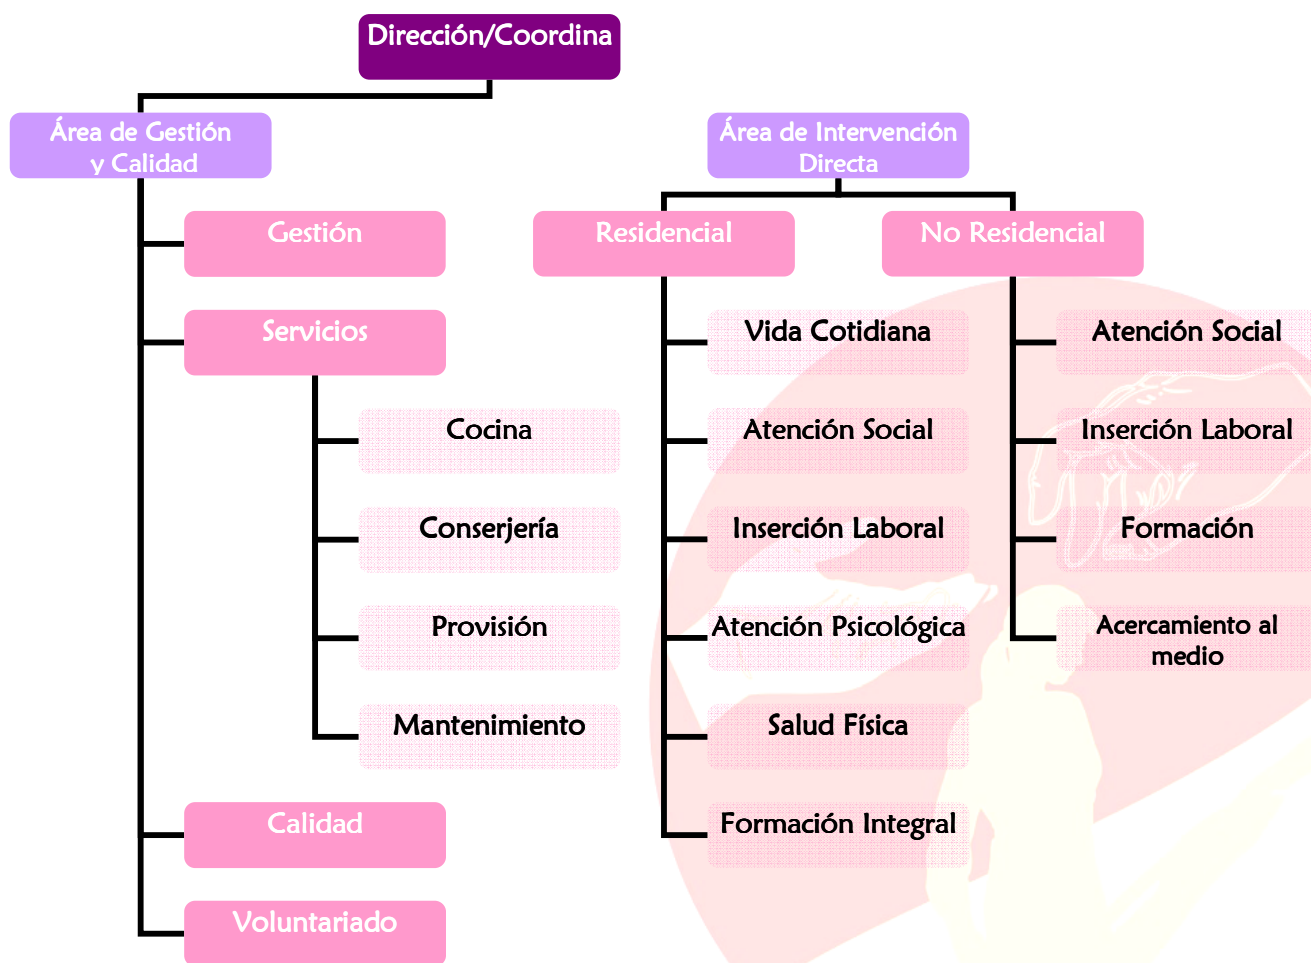 Dirección/Coordina
Área de Gestión
y Calidad
Área de Intervención
Directa
Gestión
Residencial
No Residencial
Servicios
Vida Cotidiana
Atención Social
Cocina
Atención Social
Inserción Laboral
Conserjería
Inserción Laboral
Formación
Provisión
Atención Psicológica
Acercamiento al
medio
Mantenimiento
Salud Física
Calidad
Formación Integral
Voluntariado